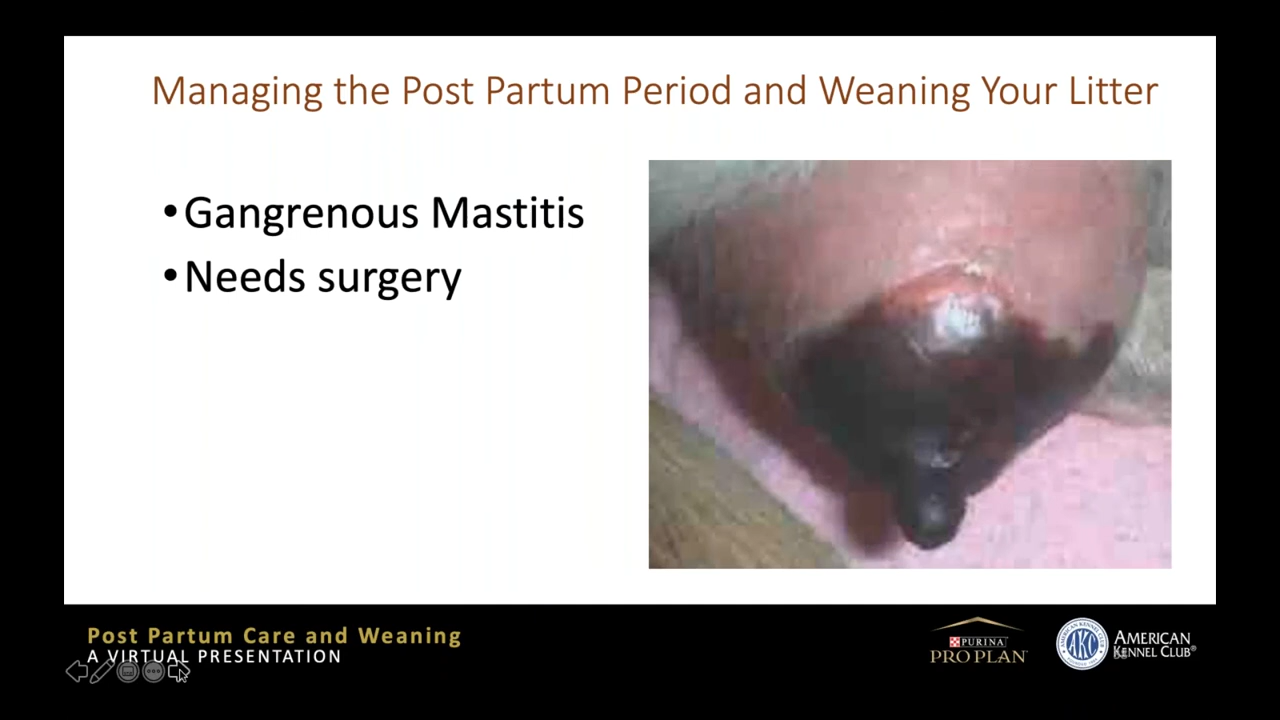 Managing the Post Partum Period and Weaning Your Litter
•Gangrenous Mastitis
•Needs surgery
Post Partum Care and Weaning
A VIRTUAL PRESENTATION
PURINA
PRO PLAN
AKC
AMERICAN
KENNEL CLUB®